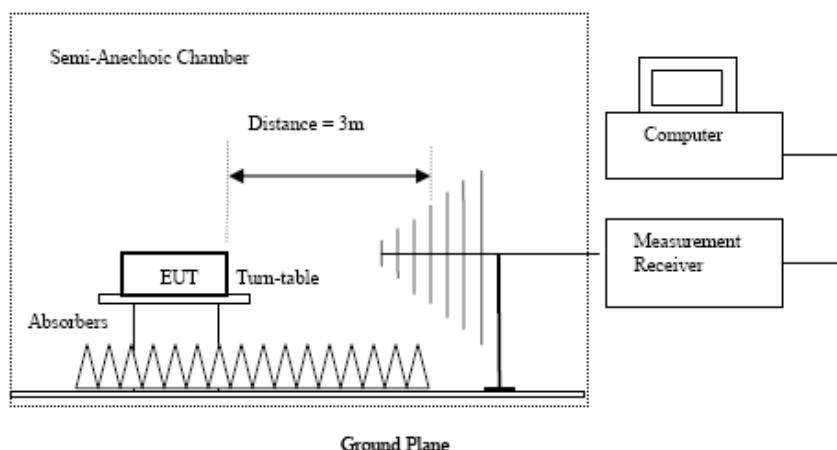 Semi-Anechoic Chamber
Distance = 3m
Computer
Measurement
Receiver
EUT
Turn-table
Absorbers
Ground Plane